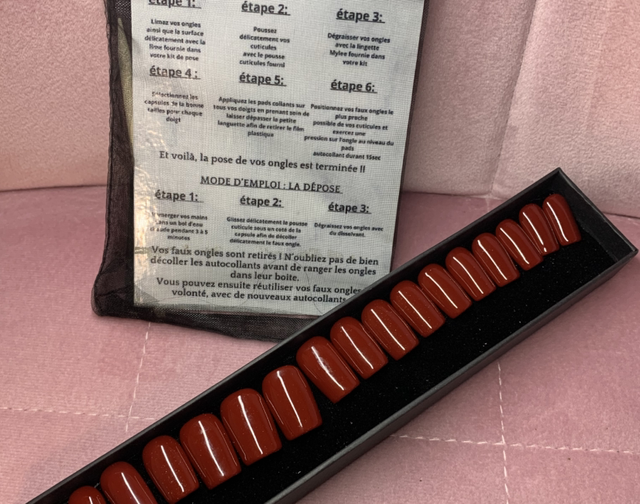 étape 1:
étape 2:
étape 3:
Limez vos ongles
ainsi que la surface
délicatement avec la
lime fournie dans
votre kit de pose
Poussez
délicatement vos
cuticules
avec le pousse
cuticules fourni
Dégraisser vos ongles
avec la lingette
Mylee fournie dans
votre kit
étape 4 :
étape 5:
étape 6:
Sélectionnez les
capsules de la bonne
tailles pour chaque
doigt
Appliquez les pads collants sur
tous vos doigts en prenant soin de
laisser dépasser le petite
languette afin de retirer le film
plastique
Positionnez vos faux ongles le
plus proche
possible de vos cuticules et
exercez une
pression sur l'ongle au niveau du
pads
autocollant durant 15sec
Et voilà, la pose de vos ongles est terminée !!
MODE D'EMPLOI : LA DÉPOSE
étape 1:
étape 2:
étape 3:
mmerger vos mains
ans un bol d'eau
pendant 3 à 5
minutes
Glissez délicatement le pousse
cuticule sous un coté de la
capsule afin de décoller
délicatement le faux ongle.
Dégraissez vos ongles avec
du dissolvant.
Vos faux ongles sont retirés ! N'oubliez pas de bien
décoller les autocollants avant de ranger les ongles
dans leur boite.
Vous pouvez ensuite réutiliser vos faux ongles
volonté, avec de nouveaux autocollants